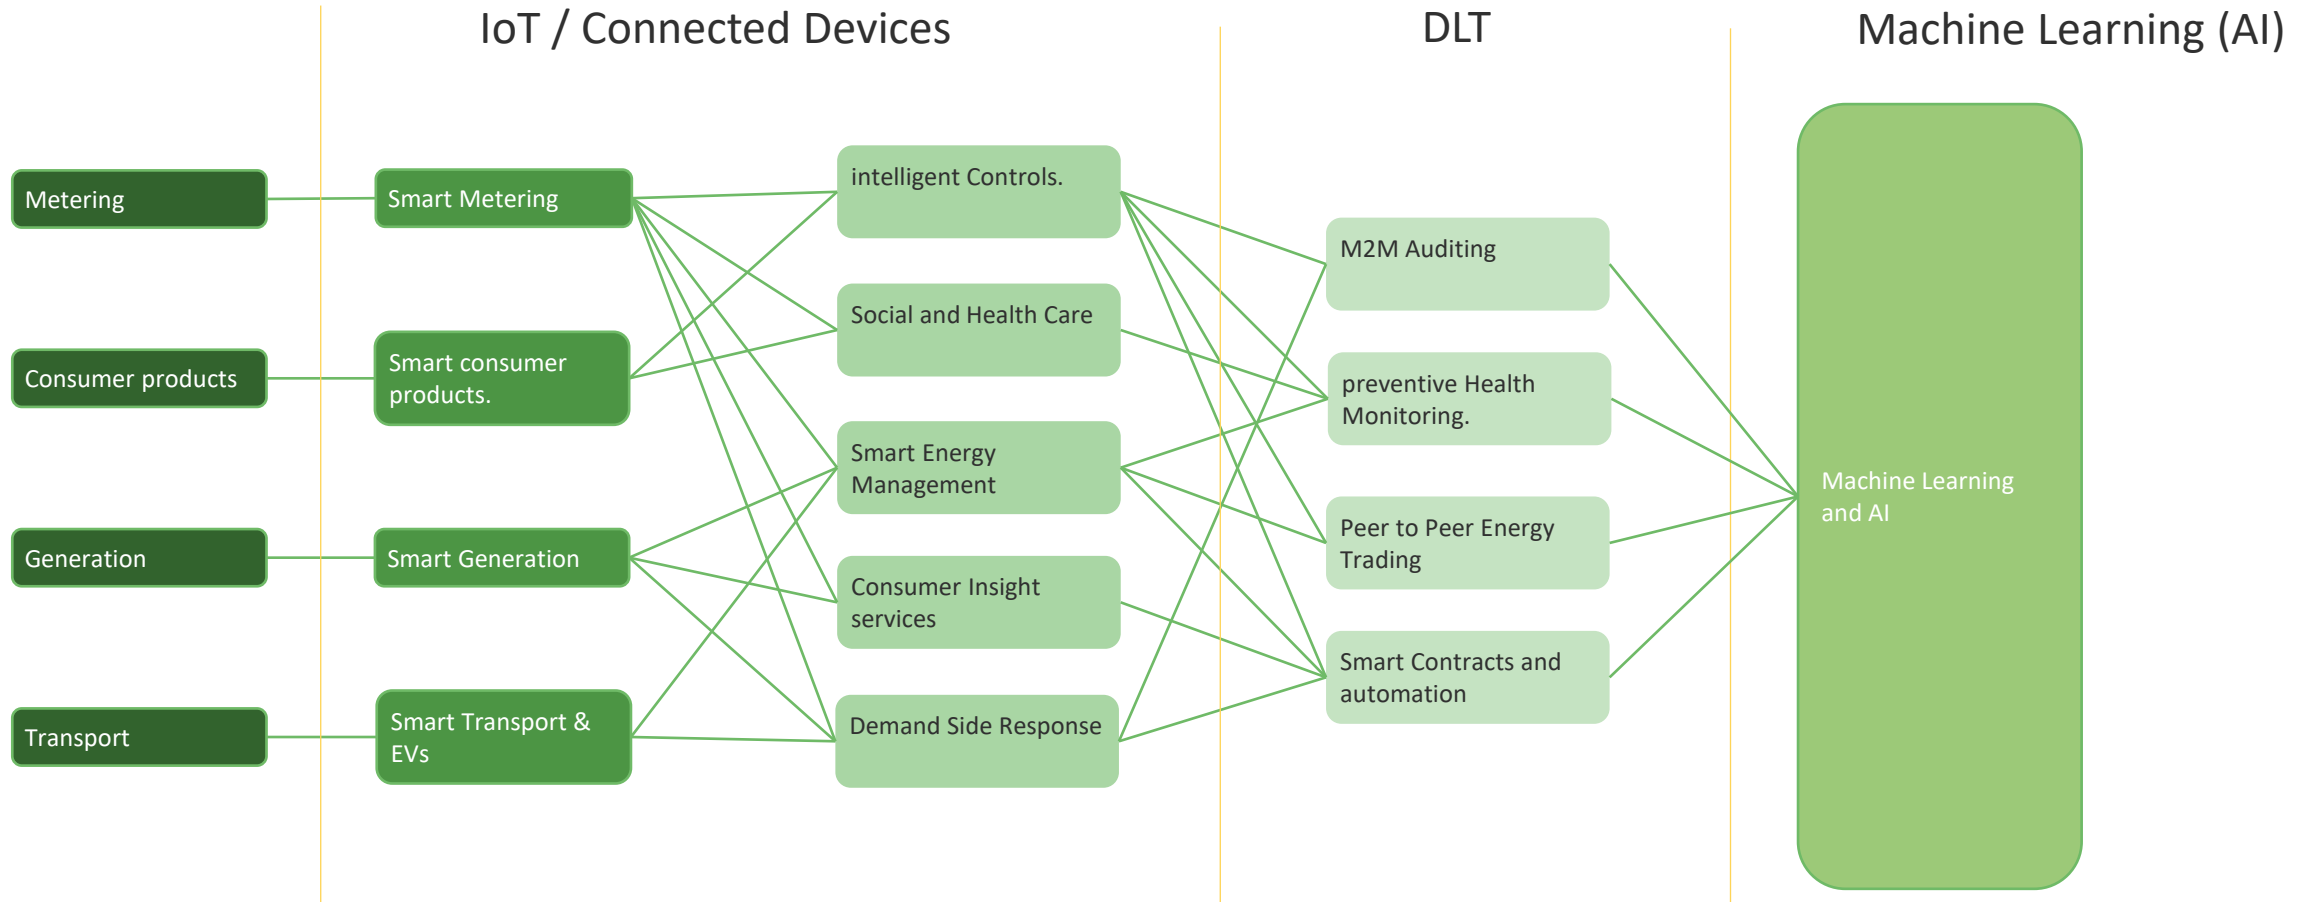 IoT / Connected Devices
DLT
Machine Learning (AI)
Metering
Consumer products
Generation
Transport
Smart Metering
Smart consumer
products.
Smart Generation
Smart Transport &
EVs
intelligent Controls.
Social and Health Care
Smart Energy
Management
Consumer Insight
services
Demand Side Response
M2M Auditing
preventive Health
Monitoring.
Peer to Peer Energy
Trading
Smart Contracts and
automation
Machine Learning
and AI